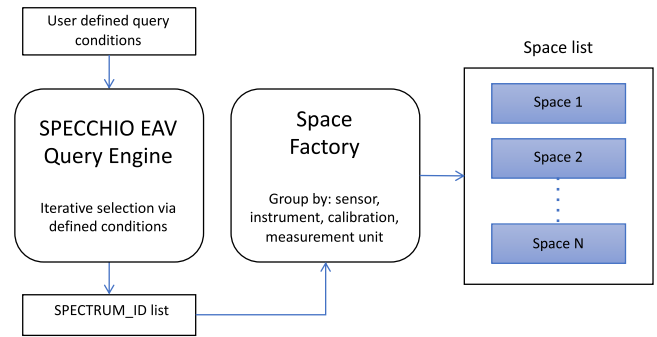 User defined query
conditions
SPECCHIO EAV
Query Engine
Iterative selection via
defined conditions
SPECTRUM_ID list
Space
Factory
Group by: sensor,
instrument, calibration,
measurement unit
Space list
Space 1
Space 2
Space N